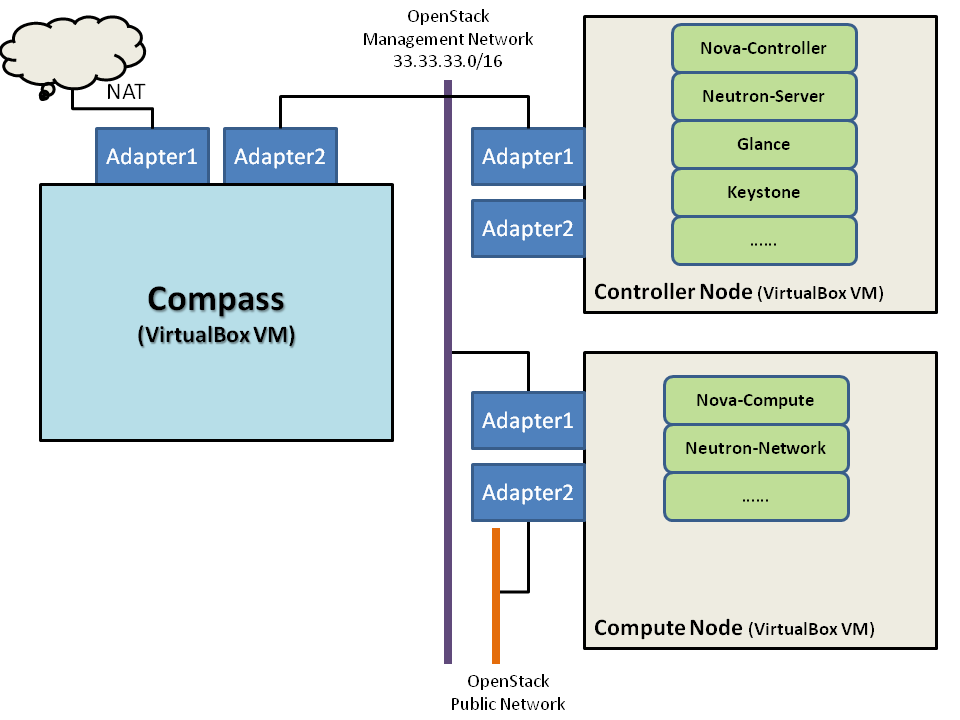 OpenStack
Management Network
33.33.33.0/16
NAT
Adapter1
Adapter2
Compass
(VirtualBox VM)
Adapter1
Adapter2
Nova-Controller
Neutron-Server
Glance
Keystone
......
Controller Node (VirtualBox VM)
Adapter1
Adapter2
Nova-Compute
Neutron-Network
......
Compute Node (VirtualBox VM)
OpenStack
Public Network